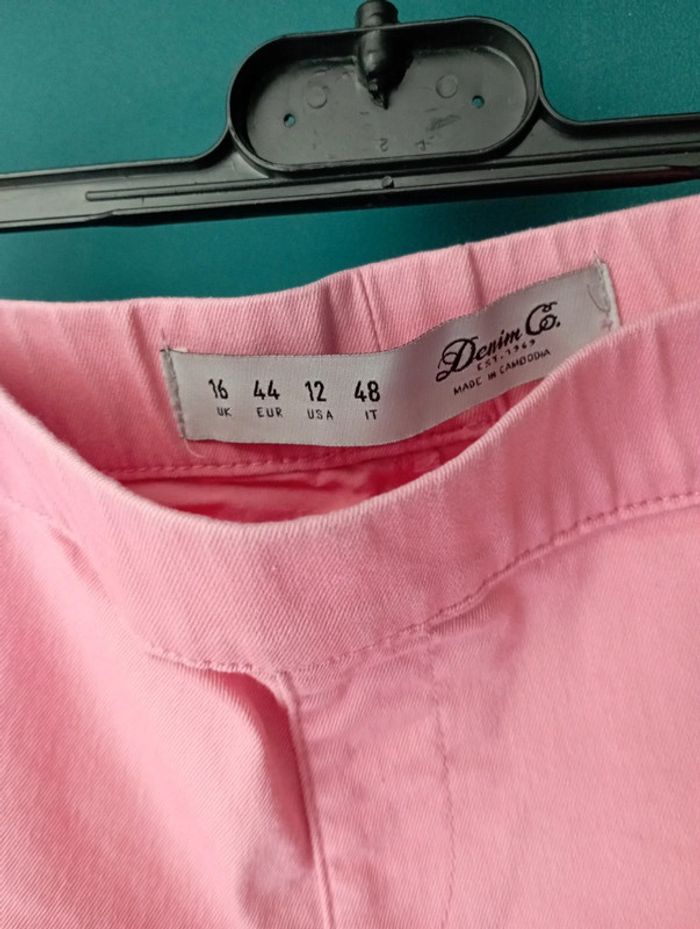 16 44 12 48
UK EUR USA IT
Denim Co.
EST. 1969
MADE IN CAMBODIA